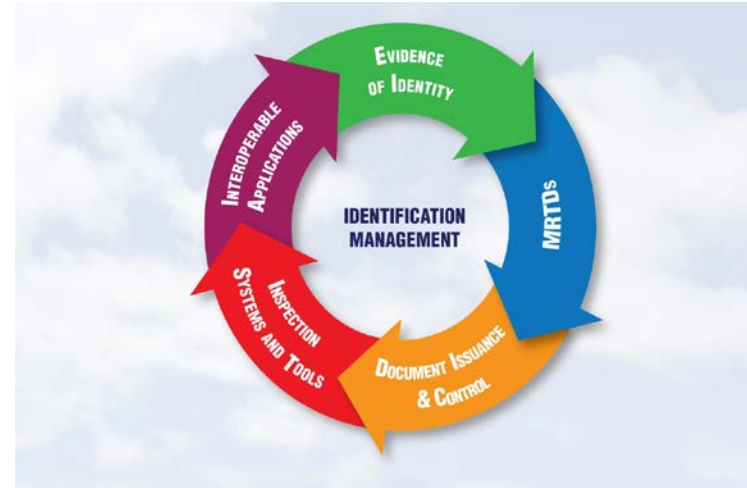 EVIDENCE
OF IDENTITY
MRTDs
DOCUMENT ISSUANCE
& CONTROL
INSPECTION
SYSTEMS AND TOOLS
INTEROPERABLE
APPLICATIONS
IDENTIFICATION
MANAGEMENT